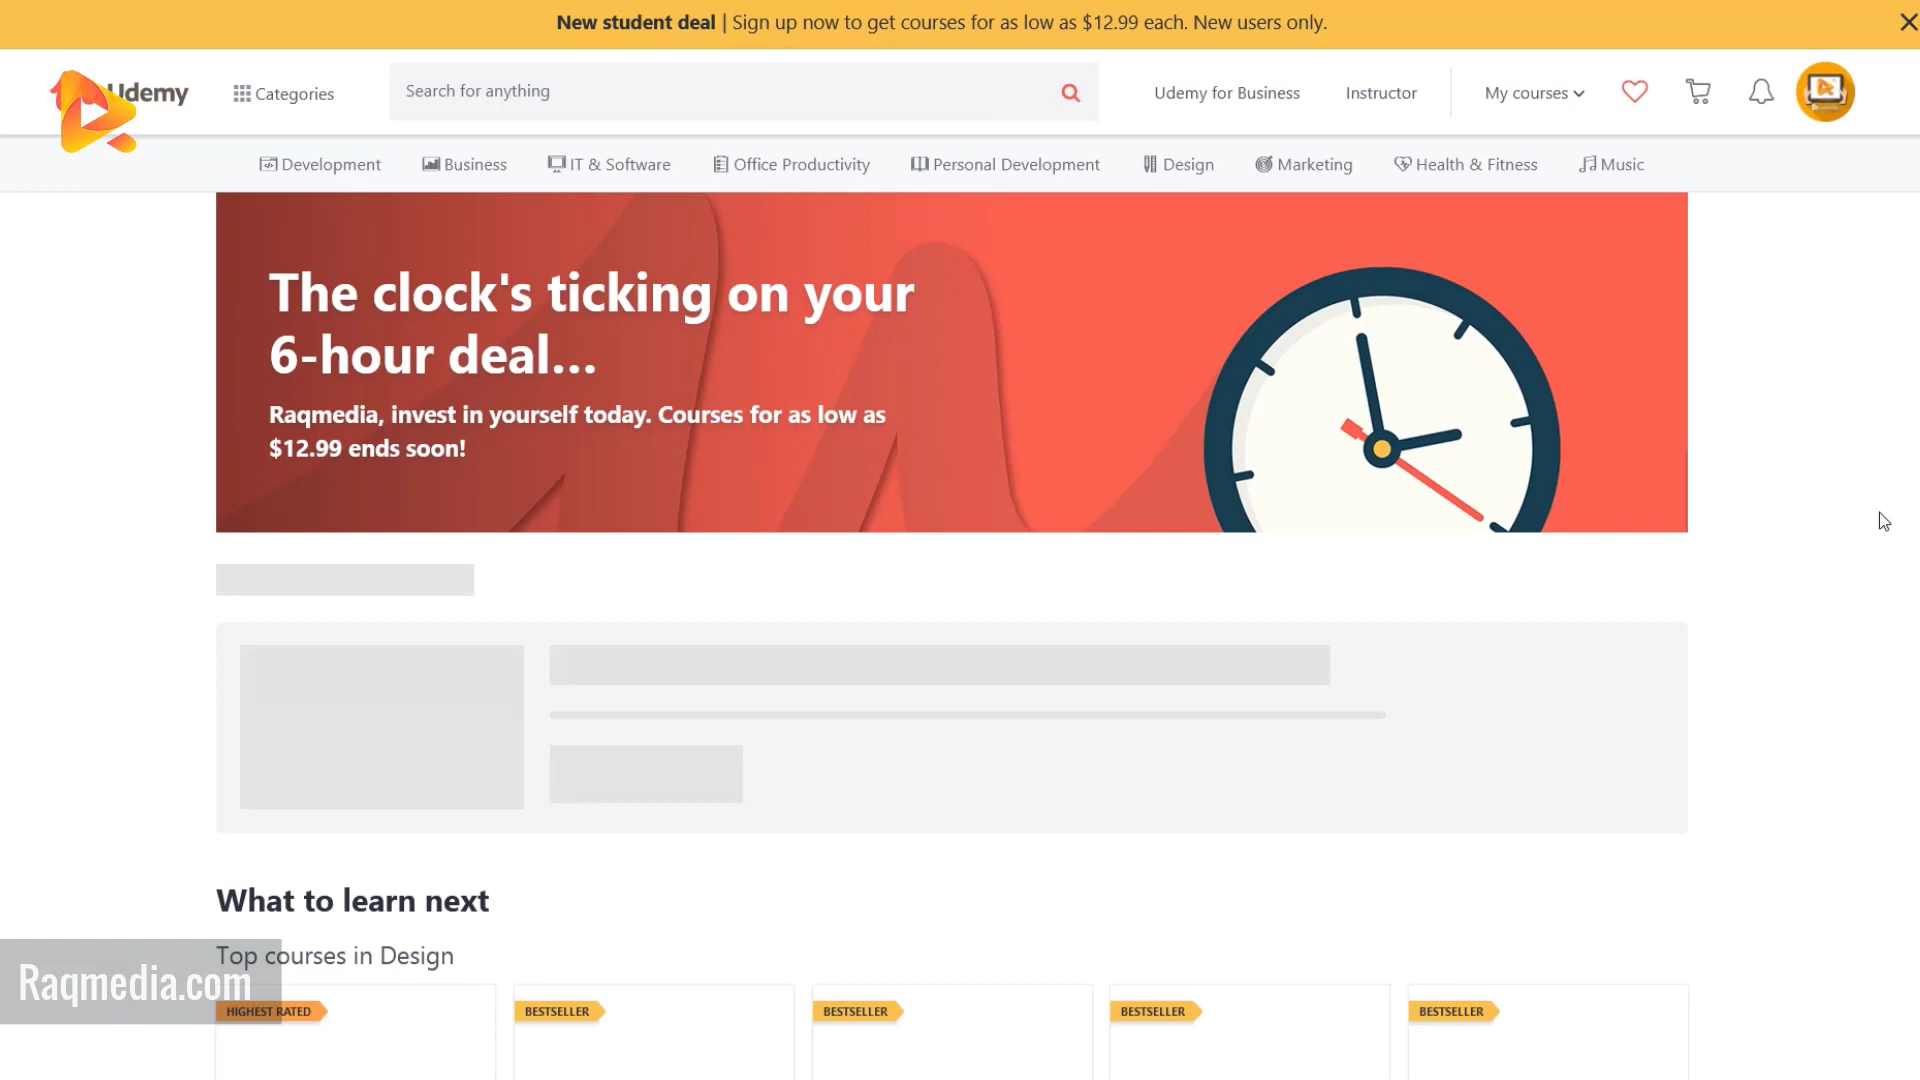 New student deal | Sign up now to get courses for as low as $12.99 each. New users only.
Udemy
Categories
Search for anything
Udemy for Business
Instructor
My courses
Development
Business
IT & Software
Office Productivity
Personal Development
Design
Marketing
Health & Fitness
Music
The clock's ticking on your
6-hour deal...
Raqmedia, invest in yourself today. Courses for as low as
$12.99 ends soon!
What to learn next
Top courses in Design
Raqmedia.com
HIGHEST RATED
BESTSELLER
BESTSELLER
BESTSELLER
BESTSELLER